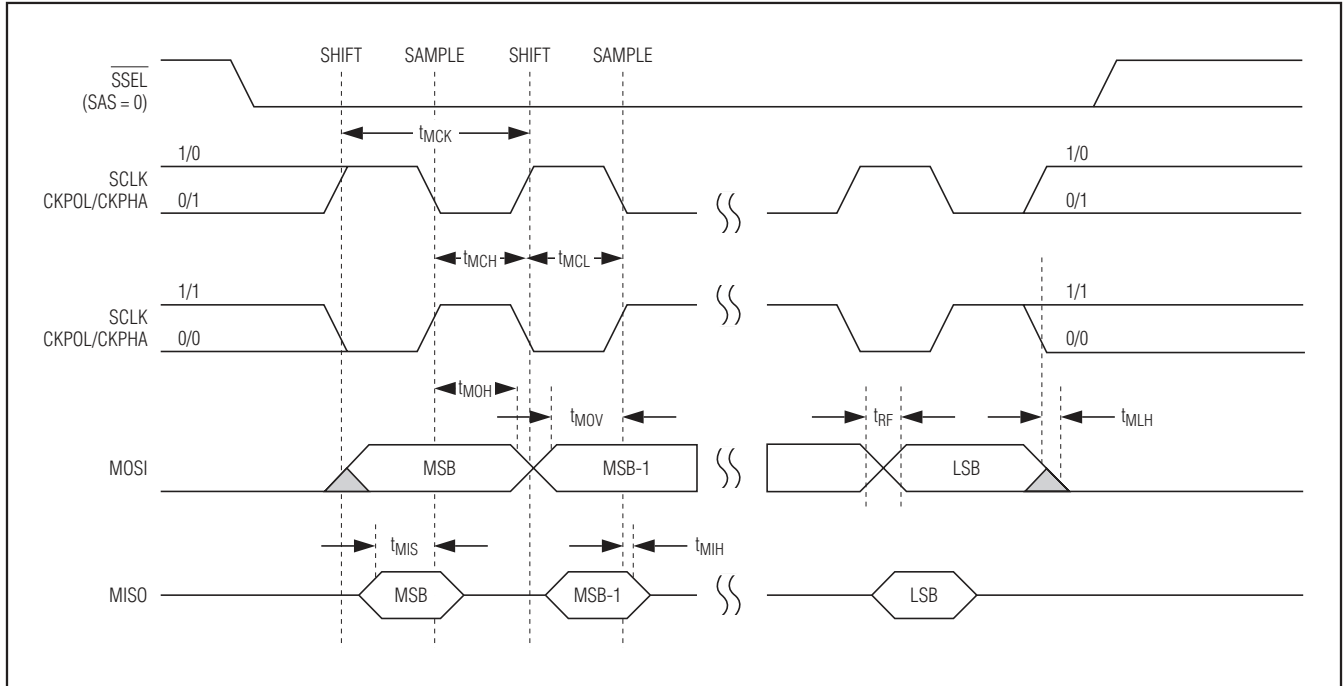 SHIFT SAMPLE SHIFT SAMPLE
SSEL
(SAS = 0)
tMCK
1/0 1/0
SCLK
CKPOL/CKPHA 0/1 0/1
tMCH tMCL
1/1 1/1
SCLK
CKPOL/CKPHA 0/0 0/0
tMOH
tMOV tRF tMLH
MOSI MSB MSB-1 LSB
tMIS tMIH
MISO MSB MSB-1 LSB